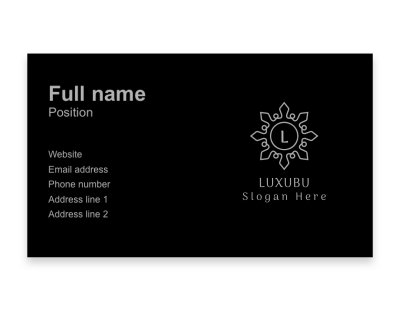 Full name
Position
Website
Email address
Phone number
Address line 1
Address line 2
L
LUXUBU
Slogan Here